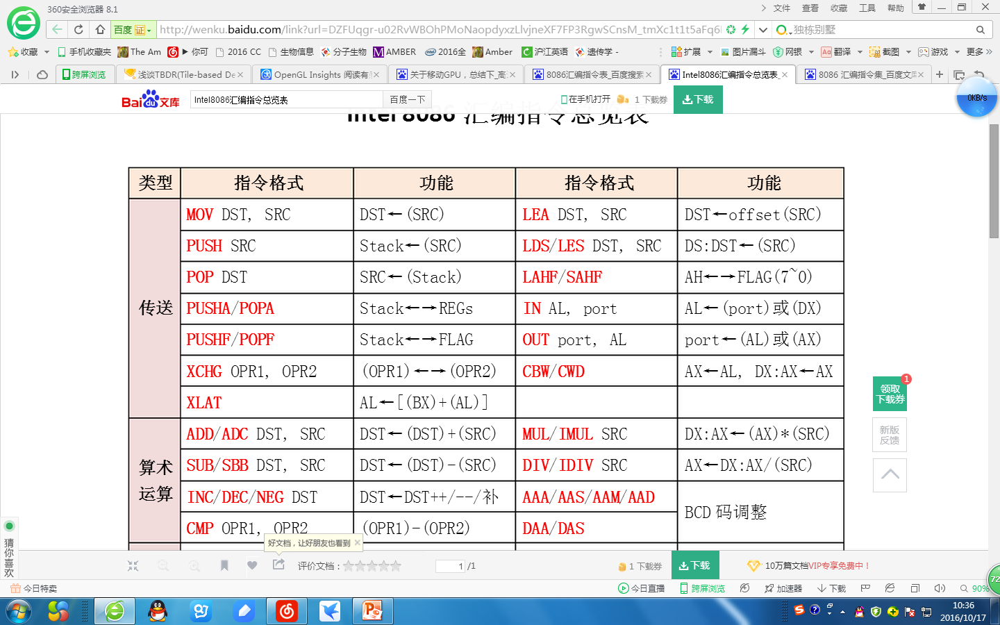 360安全浏览器 8.1
文件 查看 收藏 工具 帮助
百度 证 http://wenku.baidu.com/link?url=DZFUqgr-u02RvWBOhPMoNaopdyxzLlvjneXF7FP3RgwSCnsM_tmXc1t1t5aFq6 独栋别墅
收藏 手机收藏夹 The Am 你可 2016 CC 生物信息 分子生物 AMBER 2016全 Amber 沪江英语 遗传学 - 扩展 图片漏斗 网银 翻译 截图 游戏 更多 »
跨屏浏览 浅谈TBDR(Tile-based De OpenGL Insights 阅读有 关于移动GPU，总结下_高 8086汇编指令表_百度搜索 Intel8086汇编指令总览表_ 8086 汇编指令集_百度文库
Bai du 文库 Intel8086汇编指令总览表 百度一下 在手机打开 1 下载券 下载
0KB/s
Intel 8086 汇编指令总览表
类型 指令格式 功能 指令格式 功能
传送
MOV DST, SRC DST←(SRC) LEA DST, SRC DST←offset(SRC)
PUSH SRC Stack←(SRC) LDS/LES DST, SRC DS:DST←(SRC)
POP DST SRC←(Stack) LAHF/SAHF AH←→FLAG(7~0)
PUSHA/POPA Stack←→REGs IN AL, port AL←(port)或(DX)
PUSHF/POPF Stack←→FLAG OUT port, AL port←(AL)或(AX)
XCHG OPR1, OPR2 (OPR1)←→(OPR2) CBW/CWD AX←AL, DX:AX←AX
XLAT AL←[(BX)+(AL)]
算术运算
ADD/ADC DST, SRC DST←(DST)+(SRC) MUL/IMUL SRC DX:AX←(AX)*(SRC)
SUB/SBB DST, SRC DST←(DST)-(SRC) DIV/IDIV SRC AX←DX:AX/(SRC)
INC/DEC/NEG DST DST←DST++/--/补 AAA/AAS/AAM/AAD BCD 码调整
CMP OPR1, OPR2 (OPR1)-(OPR2) DAA/DAS
领取
下载券
1
新版
反馈
猜你喜欢
好文档，让好朋友也看到
评价文档： 1 /1 1 下载券 下载 10万篇文档VIP专享免费中！
72
今日特卖 今日直播 跨屏浏览 加速器 下载 90%
10:36
2016/10/17